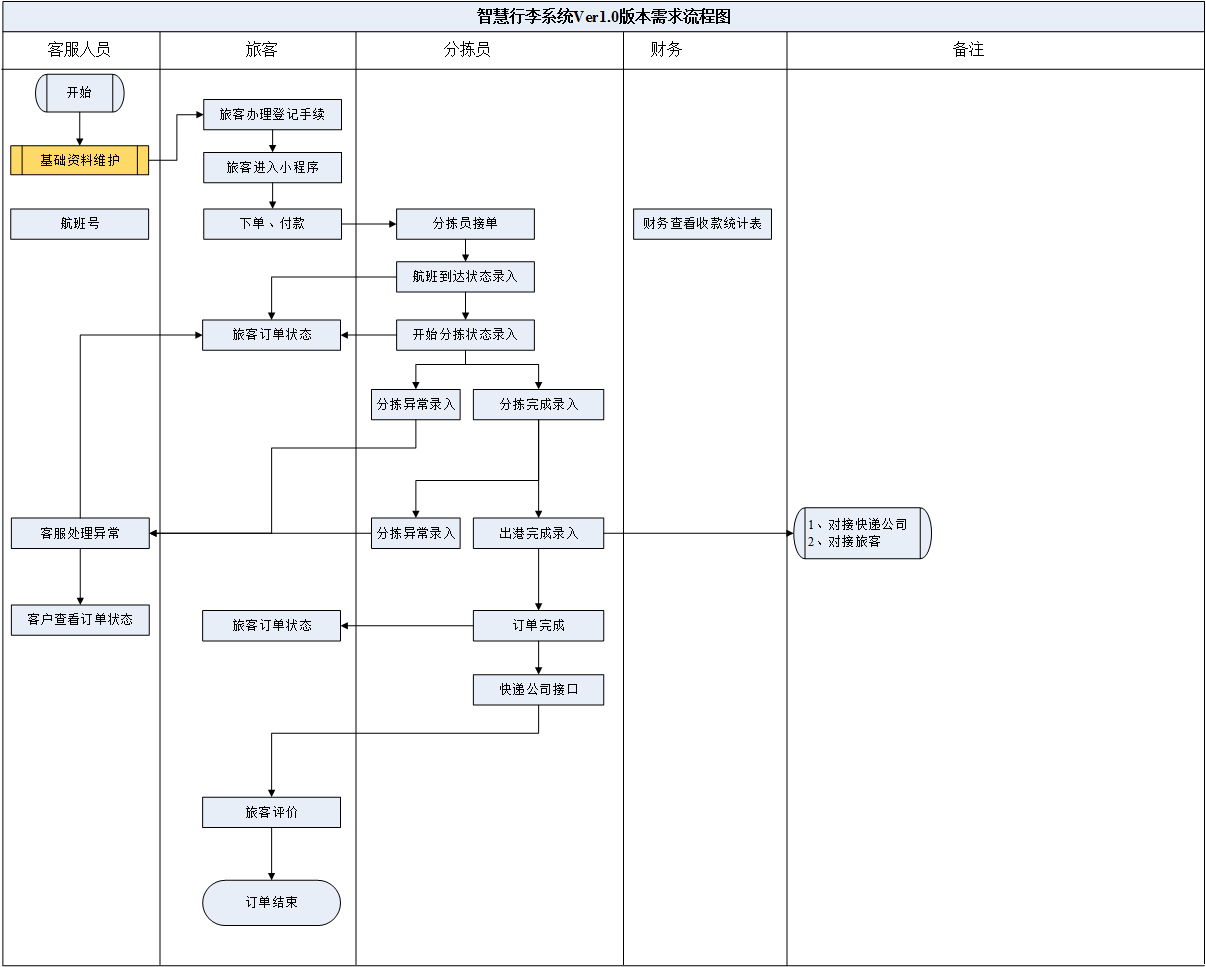 智慧行李系统Ver1.0版本需求流程图
客服人员
旅客
分拣员
财务
备注
开始
旅客办理登记手续
基础资料维护
旅客进入小程序
航班号
下单、付款
分拣员接单
财务查看收款统计表
航班到达状态录入
旅客订单状态
开始分拣状态录入
分拣异常录入
分拣完成录入
客服处理异常
分拣异常录入
出港完成录入
1、对接快递公司
2、对接旅客
客户查看订单状态
旅客订单状态
订单完成
快递公司接口
旅客评价
订单结束